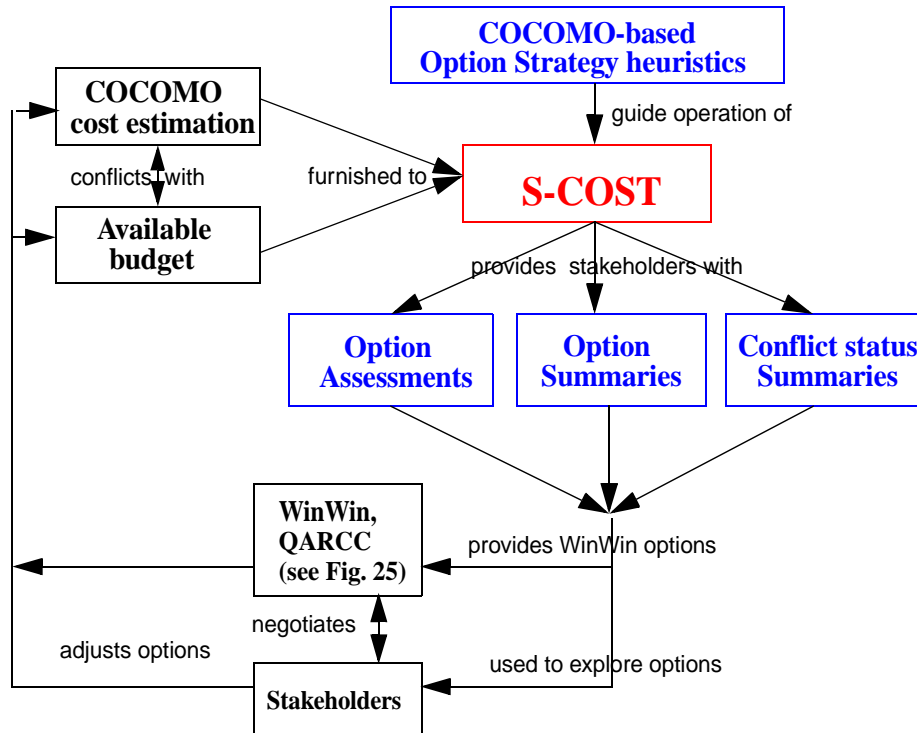 COCOMO-based
Option Strategy heuristics
COCOMO
cost estimation
guide operation of
conflicts with
furnished to
S-COST
Available
budget
provides stakeholders with
Option
Assessments
Option
Summaries
Conflict status
Summaries
WinWin,
QARCC
(see Fig. 25)
provides WinWin options
negotiates
adjusts options
used to explore options
Stakeholders